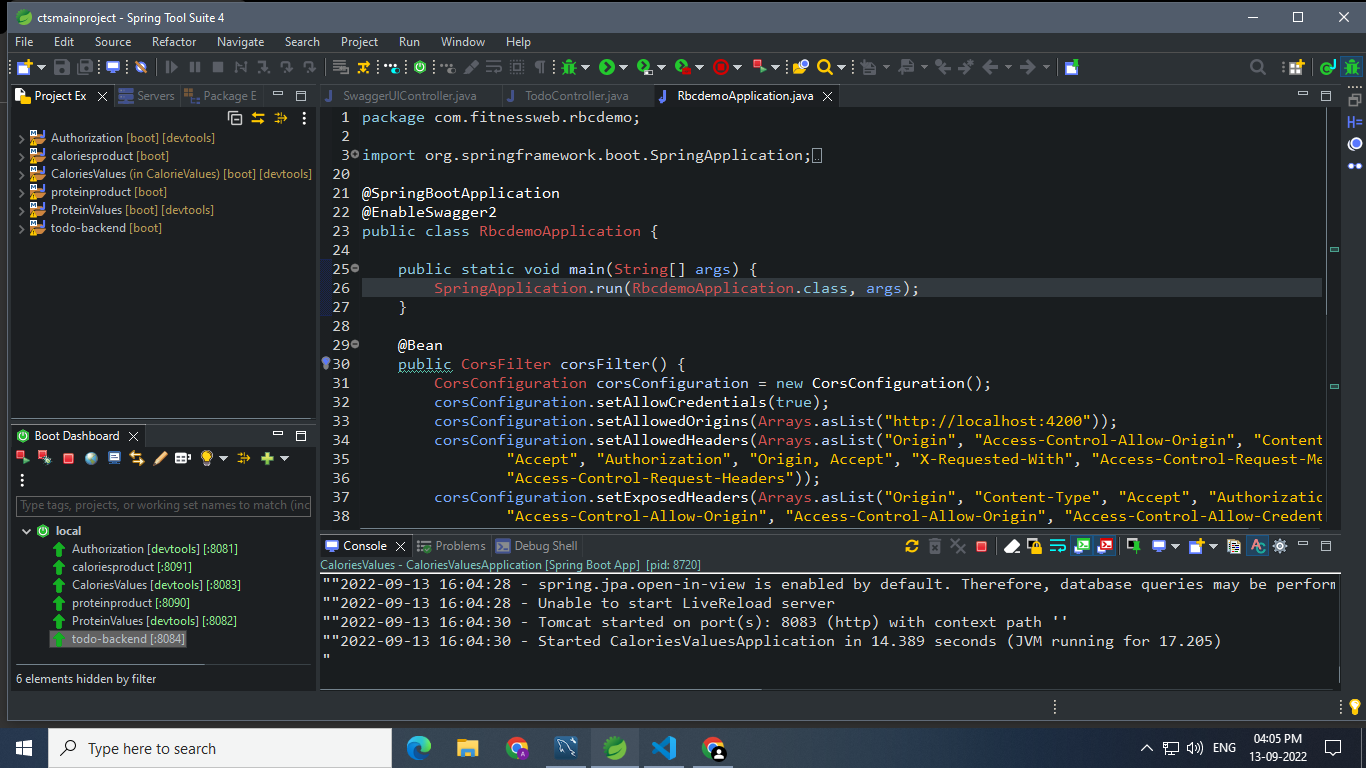 ctsmainproject - Spring Tool Suite 4
File Edit Source Refactor Navigate Search Project Run Window Help
Project Ex Servers Package E
SwaggerUIController.java TodoController.java RbcdemoApplication.java
Authorization [boot] [devtools]
caloriesproduct [boot]
CaloriesValues (in CalorieValues) [boot] [devtools]
proteinproduct [boot]
ProteinValues [boot] [devtools]
todo-backend [boot]
1 package com.fitnessweb.rbcdemo;
2
3 import org.springframework.boot.SpringApplication;
20
21 @SpringBootApplication
22 @EnableSwagger2
23 public class RbcdemoApplication {
24
25 public static void main(String[] args) {
26 SpringApplication.run(RbcdemoApplication.class, args);
27 }
28
29 @Bean
30 public CorsFilter corsFilter() {
31 CorsConfiguration corsConfiguration = new CorsConfiguration();
32 corsConfiguration.setAllowCredentials(true);
33 corsConfiguration.setAllowedOrigins(Arrays.asList("http://localhost:4200"));
34 corsConfiguration.setAllowedHeaders(Arrays.asList("Origin", "Access-Control-Allow-Origin", "Content
35 "Accept", "Authorization", "Origin, Accept", "X-Requested-With", "Access-Control-Request-Me
36 "Access-Control-Request-Headers"));
37 corsConfiguration.setExposedHeaders(Arrays.asList("Origin", "Content-Type", "Accept", "Authorizatio
38 "Access-Control-Allow-Origin", "Access-Control-Allow-Origin", "Access-Control-Allow-Credent
Boot Dashboard
Type tags, projects, or working set names to match (inc
local
Authorization [devtools] [:8081]
caloriesproduct [:8091]
CaloriesValues [devtools] [:8083]
proteinproduct [:8090]
ProteinValues [devtools] [:8082]
todo-backend [:8084]
6 elements hidden by filter
Console Problems Debug Shell
CaloriesValues - CaloriesValuesApplication [Spring Boot App] [pid: 8720]
""2022-09-13 16:04:28 - spring.jpa.open-in-view is enabled by default. Therefore, database queries may be perform
""2022-09-13 16:04:28 - Unable to start LiveReload server
""2022-09-13 16:04:30 - Tomcat started on port(s): 8083 (http) with context path ''
""2022-09-13 16:04:30 - Started CaloriesValuesApplication in 14.389 seconds (JVM running for 17.205)
"
Type here to search
ENG
04:05 PM
13-09-2022